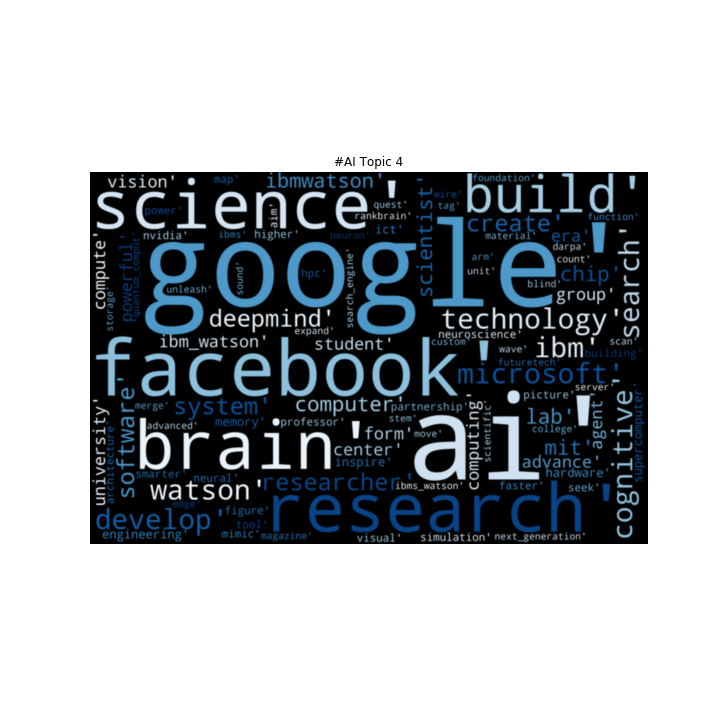 #AI Topic 4
vision'
map'
ibmwatson'
foundation'
science'
build'
power'
aim'
quest'
rankbrain'
scientist'
wire'
tag'
create'
function'
nvidia'
ibms'
higher'
neuron'
ict'
material'
era'
darpa'
compute'
powerful'
quantum_comput'
google'
arm'
count'
search'
unit'
chip'
sound'
hpc'
search_engine'
blind'
group'
unleash'
storage'
deepmind'
technology'
expand'
neuroscience'
ibm_watson'
student'
custom'
wave'
ibm'
scan'
building'
facebook'
futuretech'
microsoft'
server'
picture'
software'
merge'
system'
computer'
partnership'
college'
lab'
agent'
cognitive'
supercomputer'
university'
architecture'
advanced'
memory'
professor'
stem'
form'
move'
computing'
scientific'
brain'
ai'
center'
mit'
inspire'
advance'
smarter'
neural'
researcher'
hardware'
watson'
ibms_watson'
faster'
seek'
edge'
research'
develop'
figure'
tool'
engineering'
mimic'
magazine'
visual'
simulation'
next_generation'